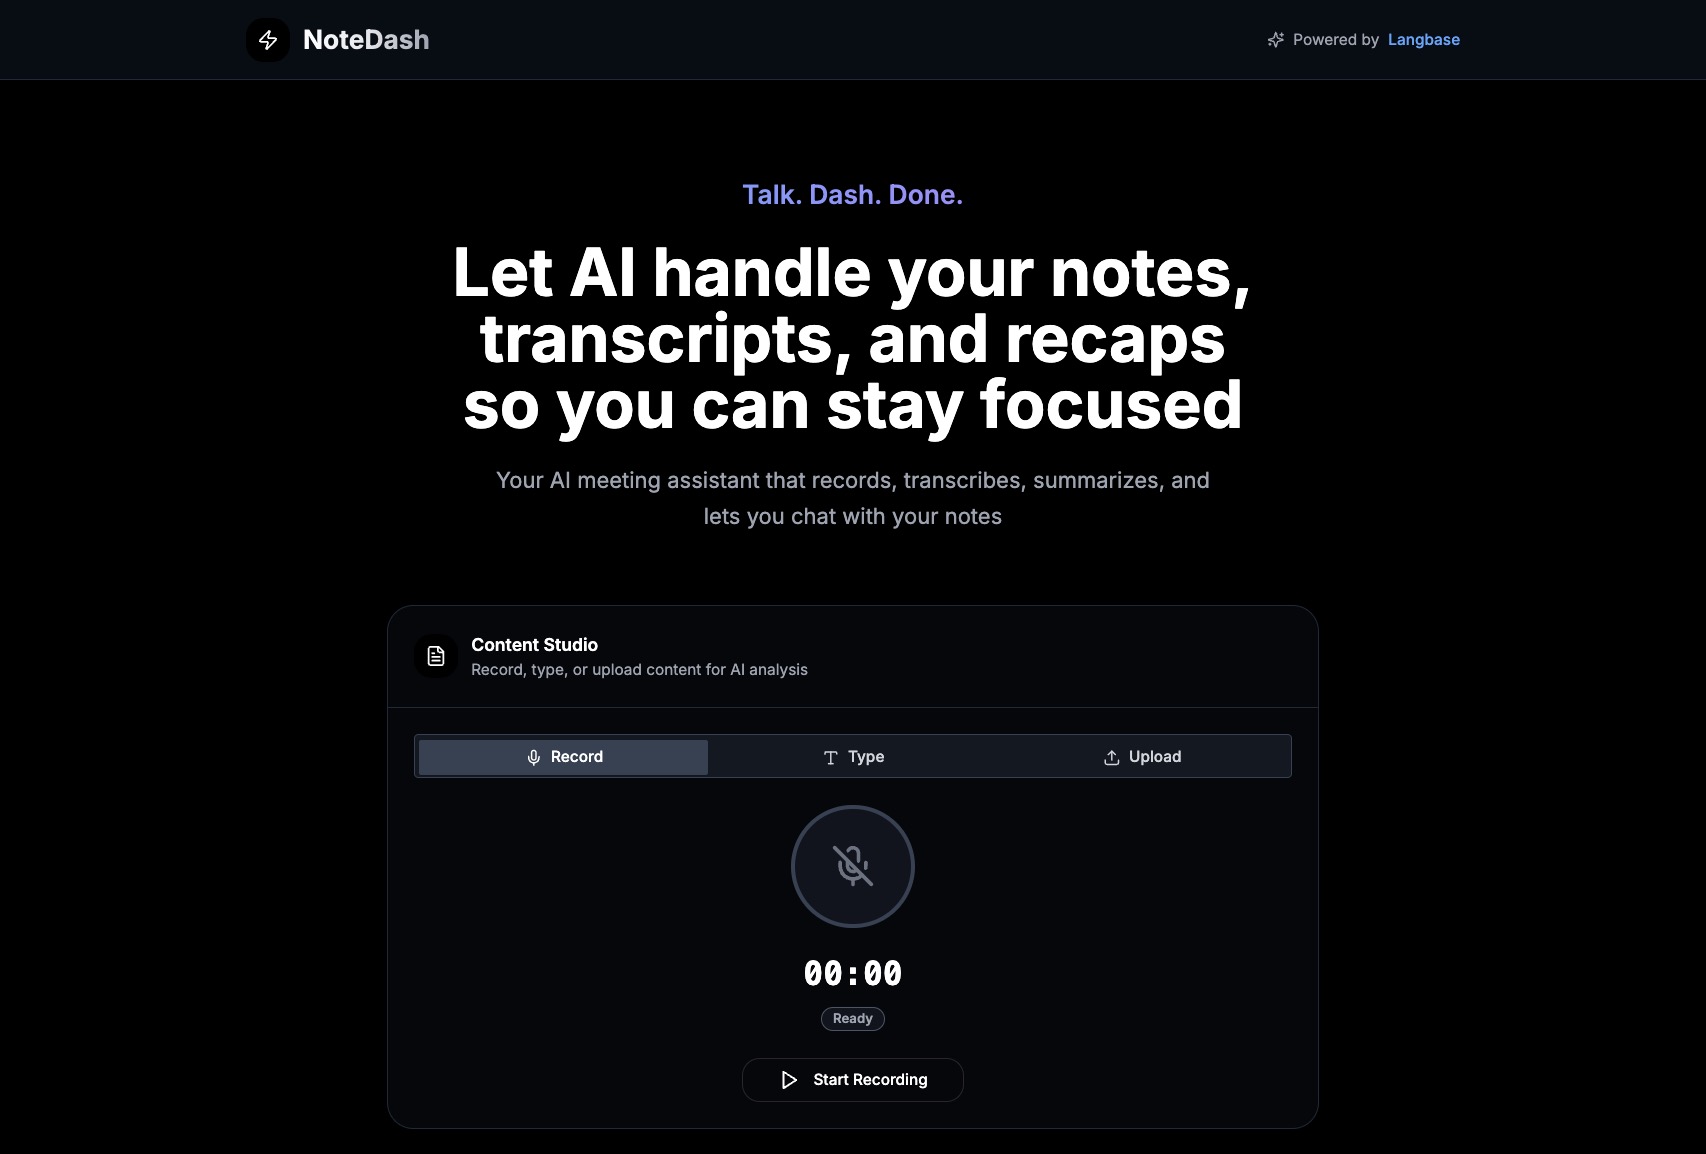 NoteDash
Powered by Langbase
Talk. Dash. Done.
Let AI handle your notes,
transcripts, and recaps
so you can stay focused
Your AI meeting assistant that records, transcribes, summarizes, and
lets you chat with your notes
Content Studio
Record, type, or upload content for AI analysis
Record
Type
Upload
00:00
Ready
Start Recording